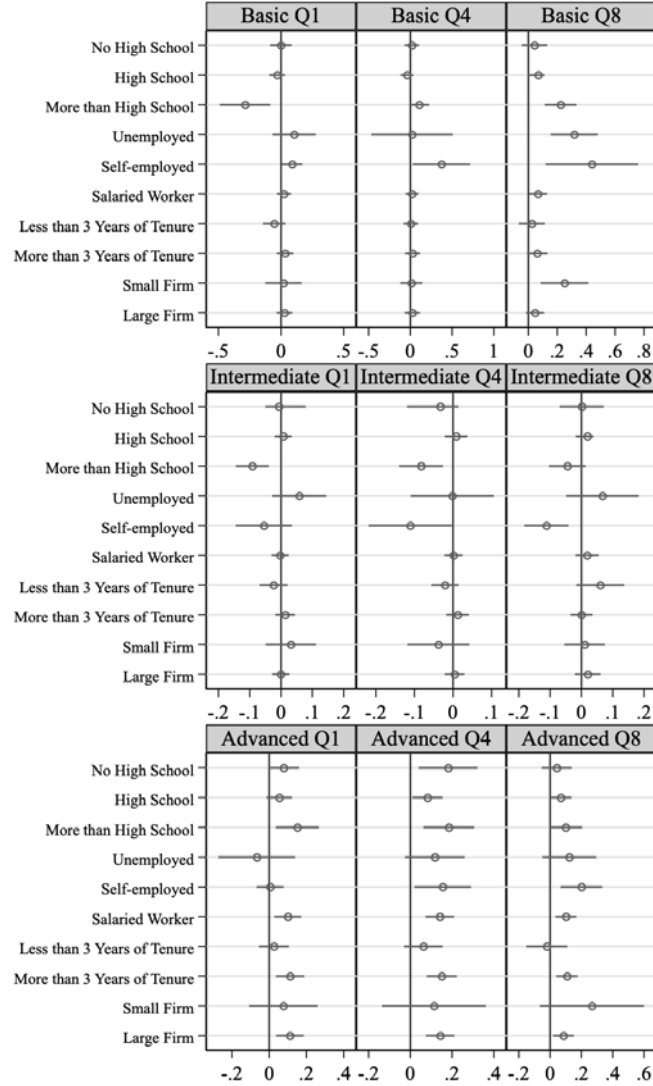 Basic Q1 Basic Q4 Basic Q8
No High School
High School
More than High School
Unemployed
Self-employed
Salaried Worker
Less than 3 Years of Tenure
More than 3 Years of Tenure
Small Firm
Large Firm
-.5 0 .5 -.5 0 .5 1 0 .2 .4 .6 .8
Intermediate Q1 Intermediate Q4 Intermediate Q8
No High School
High School
More than High School
Unemployed
Self-employed
Salaried Worker
Less than 3 Years of Tenure
More than 3 Years of Tenure
Small Firm
Large Firm
-.2 -.1 0 .1 .2 -.2 -.1 0 .1 -.2 -.1 0 .1 .2
Advanced Q1 Advanced Q4 Advanced Q8
No High School
High School
More than High School
Unemployed
Self-employed
Salaried Worker
Less than 3 Years of Tenure
More than 3 Years of Tenure
Small Firm
Large Firm
-.2 0 .2 .4 -.2 0 .2 .4 -.2 0 .2 .4 .6